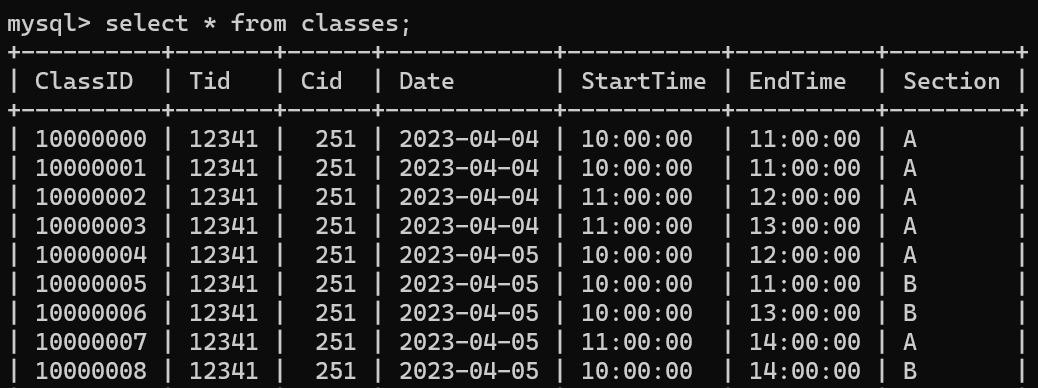 mysql> select * from classes;
+----------+-------+------+------------+-----------+----------+---------+
| ClassID  | Tid   | Cid  | Date       | StartTime | EndTime  | Section |
+----------+-------+------+------------+-----------+----------+---------+
| 10000000 | 12341 |  251 | 2023-04-04 | 10:00:00  | 11:00:00 | A       |
| 10000001 | 12341 |  251 | 2023-04-04 | 10:00:00  | 11:00:00 | A       |
| 10000002 | 12341 |  251 | 2023-04-04 | 11:00:00  | 12:00:00 | A       |
| 10000003 | 12341 |  251 | 2023-04-04 | 11:00:00  | 13:00:00 | A       |
| 10000004 | 12341 |  251 | 2023-04-05 | 10:00:00  | 12:00:00 | A       |
| 10000005 | 12341 |  251 | 2023-04-05 | 10:00:00  | 11:00:00 | B       |
| 10000006 | 12341 |  251 | 2023-04-05 | 10:00:00  | 13:00:00 | B       |
| 10000007 | 12341 |  251 | 2023-04-05 | 11:00:00  | 14:00:00 | A       |
| 10000008 | 12341 |  251 | 2023-04-05 | 10:00:00  | 14:00:00 | B       |